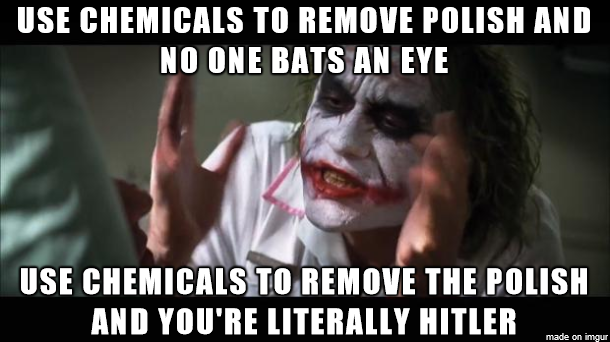 USE CHEMICALS TO REMOVE POLISH AND
NO ONE BATS AN EYE
USE CHEMICALS TO REMOVE THE POLISH
AND YOU'RE LITERALLY HITLER
made on imgur